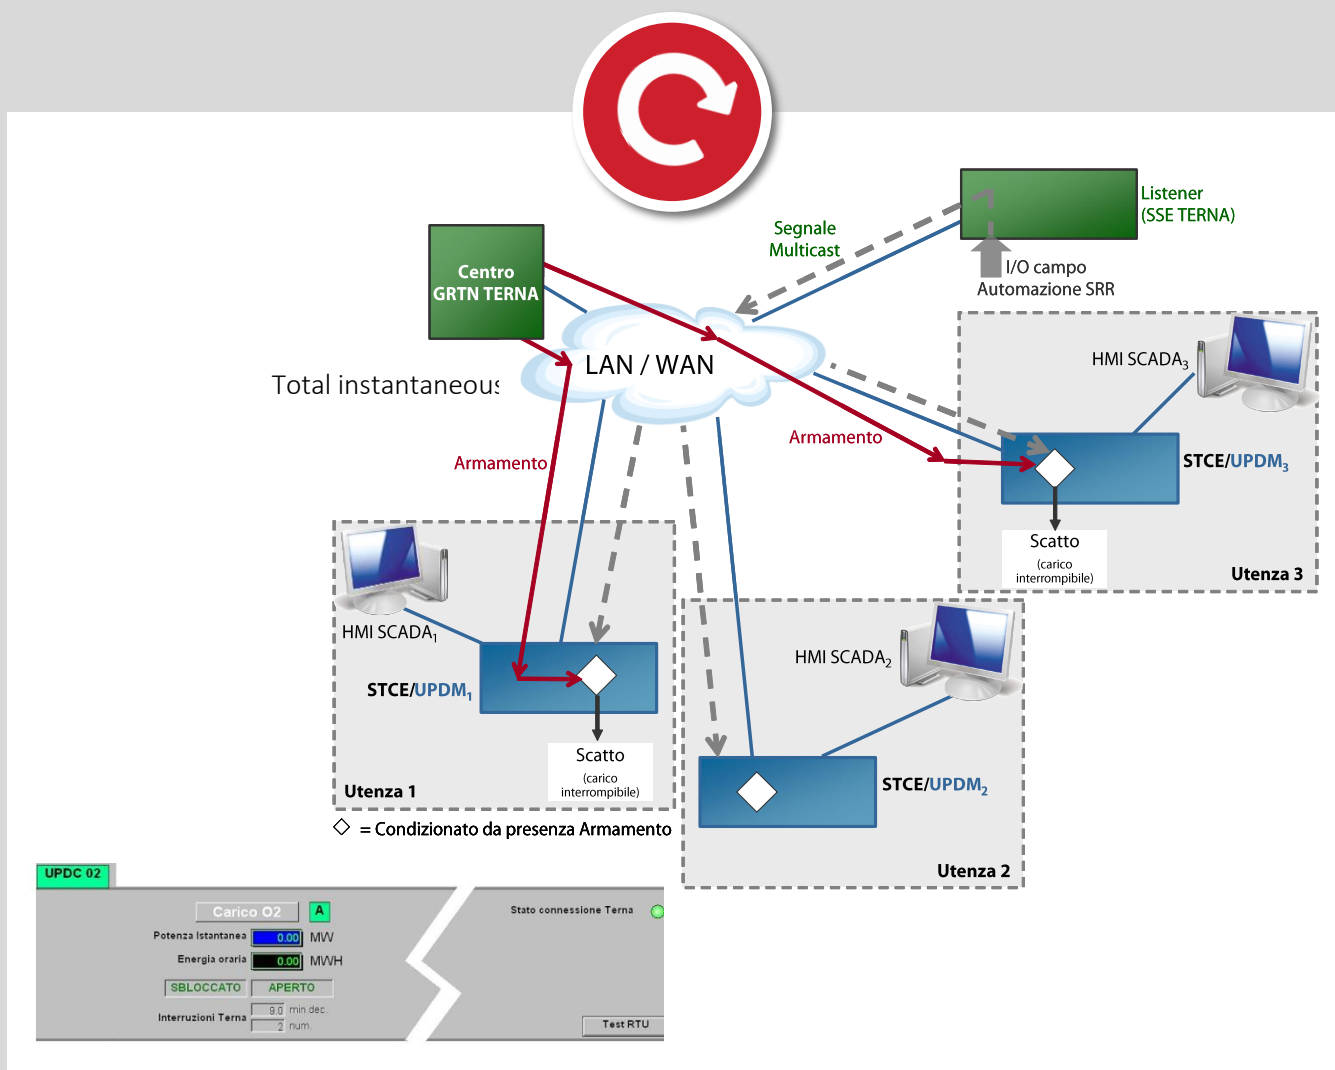 Listener
(SSE TERNA)
Segnale
Multicast
Centro
GRTN TERNA
I/O campo
Automazione SRR
LAN / WAN
HMI SCADA3
Total instantaneous
Armamento
Armamento
STCE/UPDM3
Scatto
(carico
interrompibile)
Utenza 3
HMI SCADA1
HMI SCADA2
STCE/UPDM1
Scatto
(carico
interrompibile)
Utenza 1
STCE/UPDM2
◇ = Condizionato da presenza Armamento
Utenza 2
UPDC 02
Carico O2 A
Stato connessione Terna
Potenza Istantanea 0.00 MW
Energia oraria 0.00 MWH
SBLOCCATO APERTO
Interruzioni Terna 9.0 min.dec.
2 num.
Test RTU